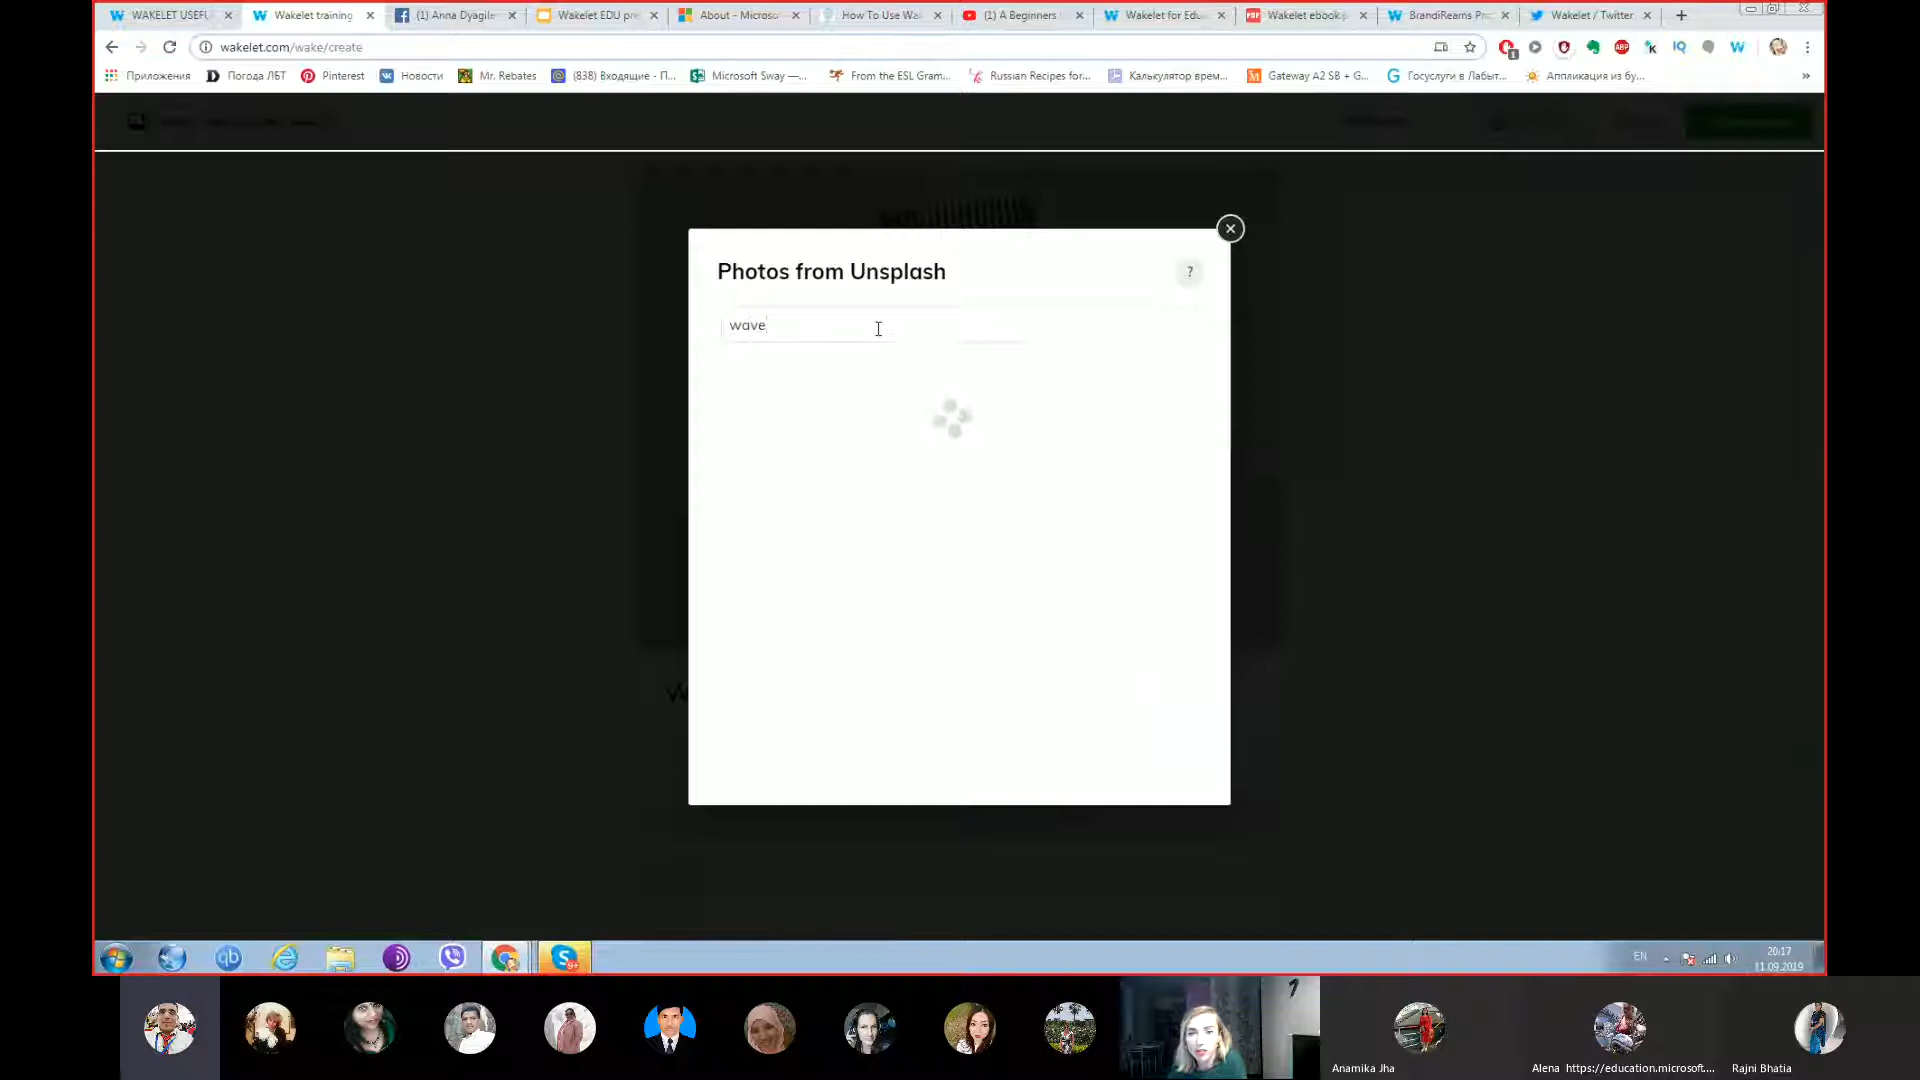 WAKELET USEFU
Wakelet training
(1) Anna Dyagile
Wakelet EDU pre
About – Microso
How To Use Wa
(1) A Beginners
Wakelet for Edu
PDF
Wakelet ebook.p
BrandiReams Pr
Wakelet / Twitter
wakelet.com/wake/create
Приложения
Погода ЛБТ
Pinterest
Новости
Mr. Rebates
(838) Входящие - П...
Microsoft Sway —...
From the ESL Gram...
Russian Recipes for...
Калькулятор врем...
Gateway A2 SB + G...
Госуслуги в Лабыт...
Аппликация из бу...
Photos from Unsplash
?
wave
EN
20:17
11.09.2019
Anamika Jha
Alena https://education.microsoft....
Rajni Bhatia